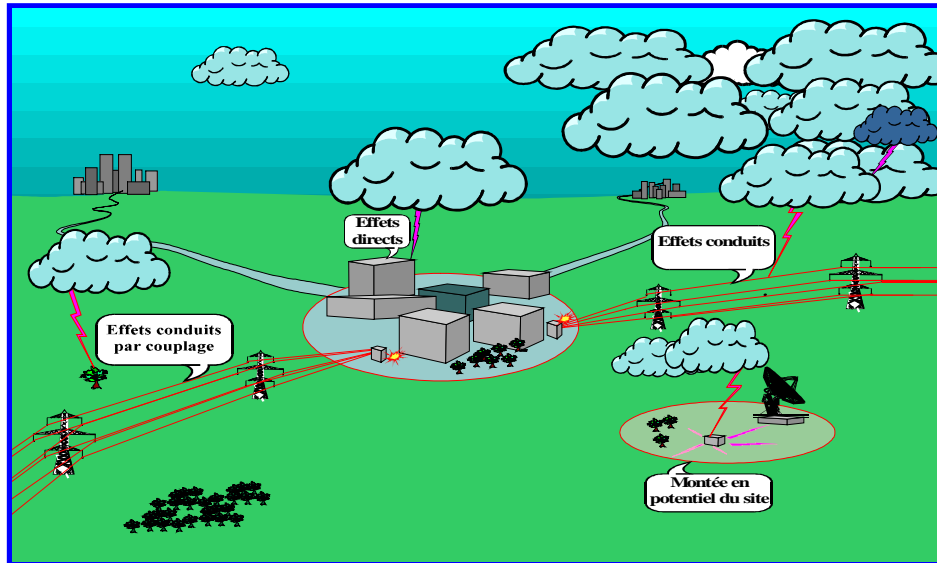 Effets
directs
Effets conduits
Effets conduits
par couplage
Montée en
potentiel du site